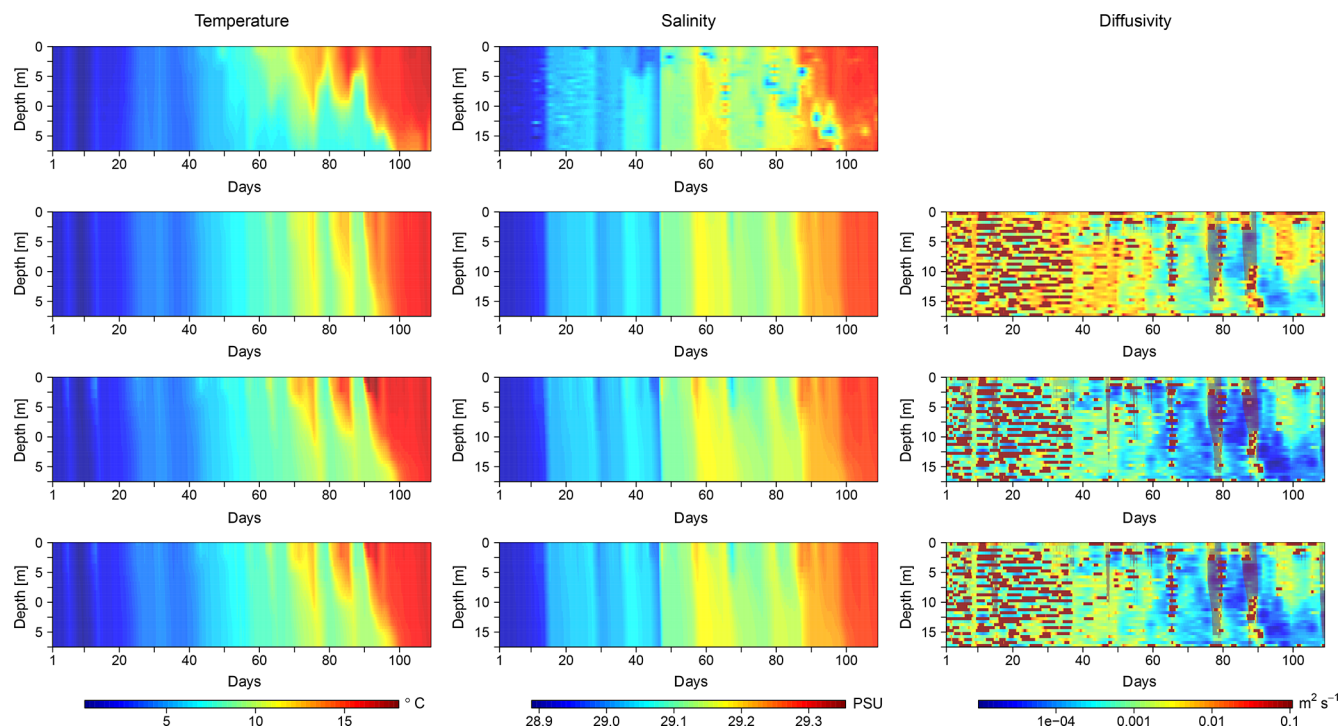 Temperature Salinity Diffusivity
0 0
Depth [m] 5 Depth [m] 5
0 10
5 15
1 20 40 60 80 100 1 20 40 60 80 100
Days Days
0 0 0
Depth [m] 5 Depth [m] 5 Depth [m] 5
0 10 10
5 15 15
1 20 40 60 80 100 1 20 40 60 80 100 1 20 40 60 80 100
Days Days Days
0 0 0
Depth [m] 5 Depth [m] 5 Depth [m] 5
0 10 10
5 15 15
1 20 40 60 80 100 1 20 40 60 80 100 1 20 40 60 80 100
Days Days Days
0 0 0
Depth [m] 5 Depth [m] 5 Depth [m] 5
0 10 10
5 15 15
1 20 40 60 80 100 1 20 40 60 80 100 1 20 40 60 80 100
Days Days Days
° C PSU m² s⁻¹
5 10 15 28.9 29.0 29.1 29.2 29.3 1e−04 0.001 0.01 0.1